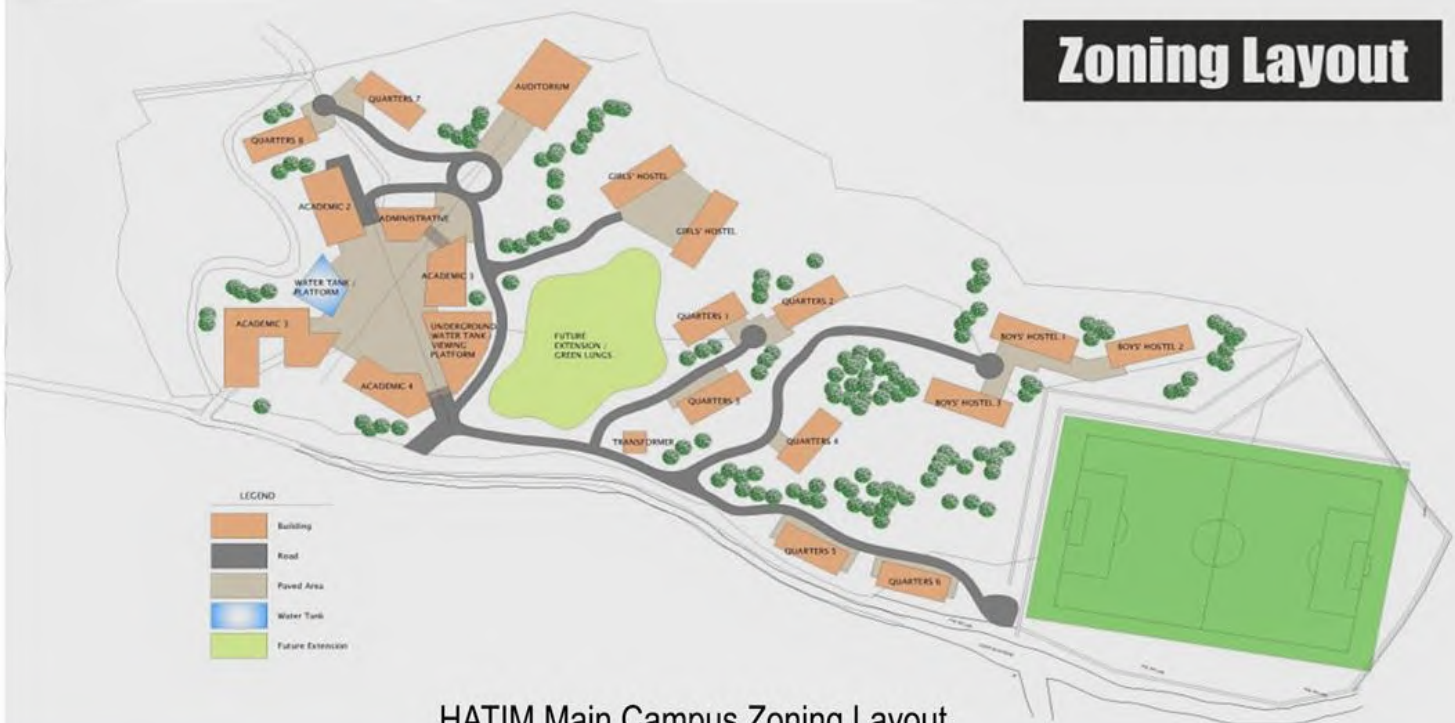 Zoning Layout
AUDITORIUM
QUARTERS 7
QUARTERS
GIRLS' HOSTEL
ACADEMIC 2
ADMINISTRATIVE
GIRLS' HOSTEL
ACADEMIC
WATER TANK /
PLATFORM
QUARTERS 2
QUARTERS 1
ACADEMIC 3
UNDERGROUND
WATER TANK
VIEWING
PLATFORM
FUTURE
EXTENSION /
GREEN LUNGS
BOYS' HOSTEL 1
BOYS' HOSTEL 2
ACADEMIC 4
QUARTERS 3
BOYS' HOSTEL 3
TRANSFORMER
QUARTERS 4
LEGEND
Building
Road
Paved Area
Water Tank
Future Extension
QUARTERS 5
QUARTERS 6
HATIM Main Campus Zoning Layout